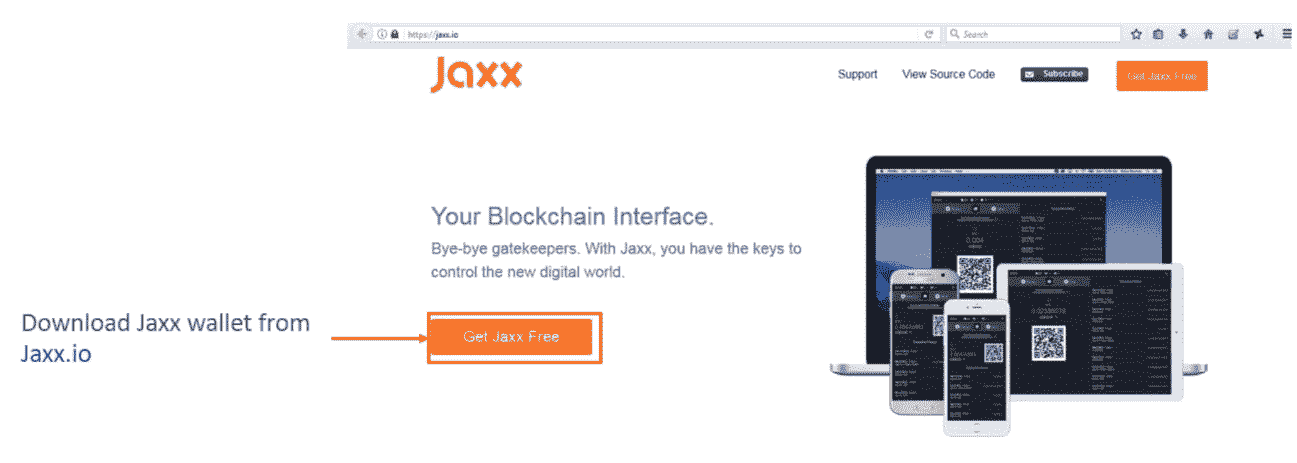 https://jaxx.io
Search
Jaxx
Support
View Source Code
Subscribe
Get Jaxx Free
Your Blockchain Interface.
Bye-bye gatekeepers. With Jaxx, you have the keys to
control the new digital world.
Download Jaxx wallet from
Jaxx.io
Get Jaxx Free